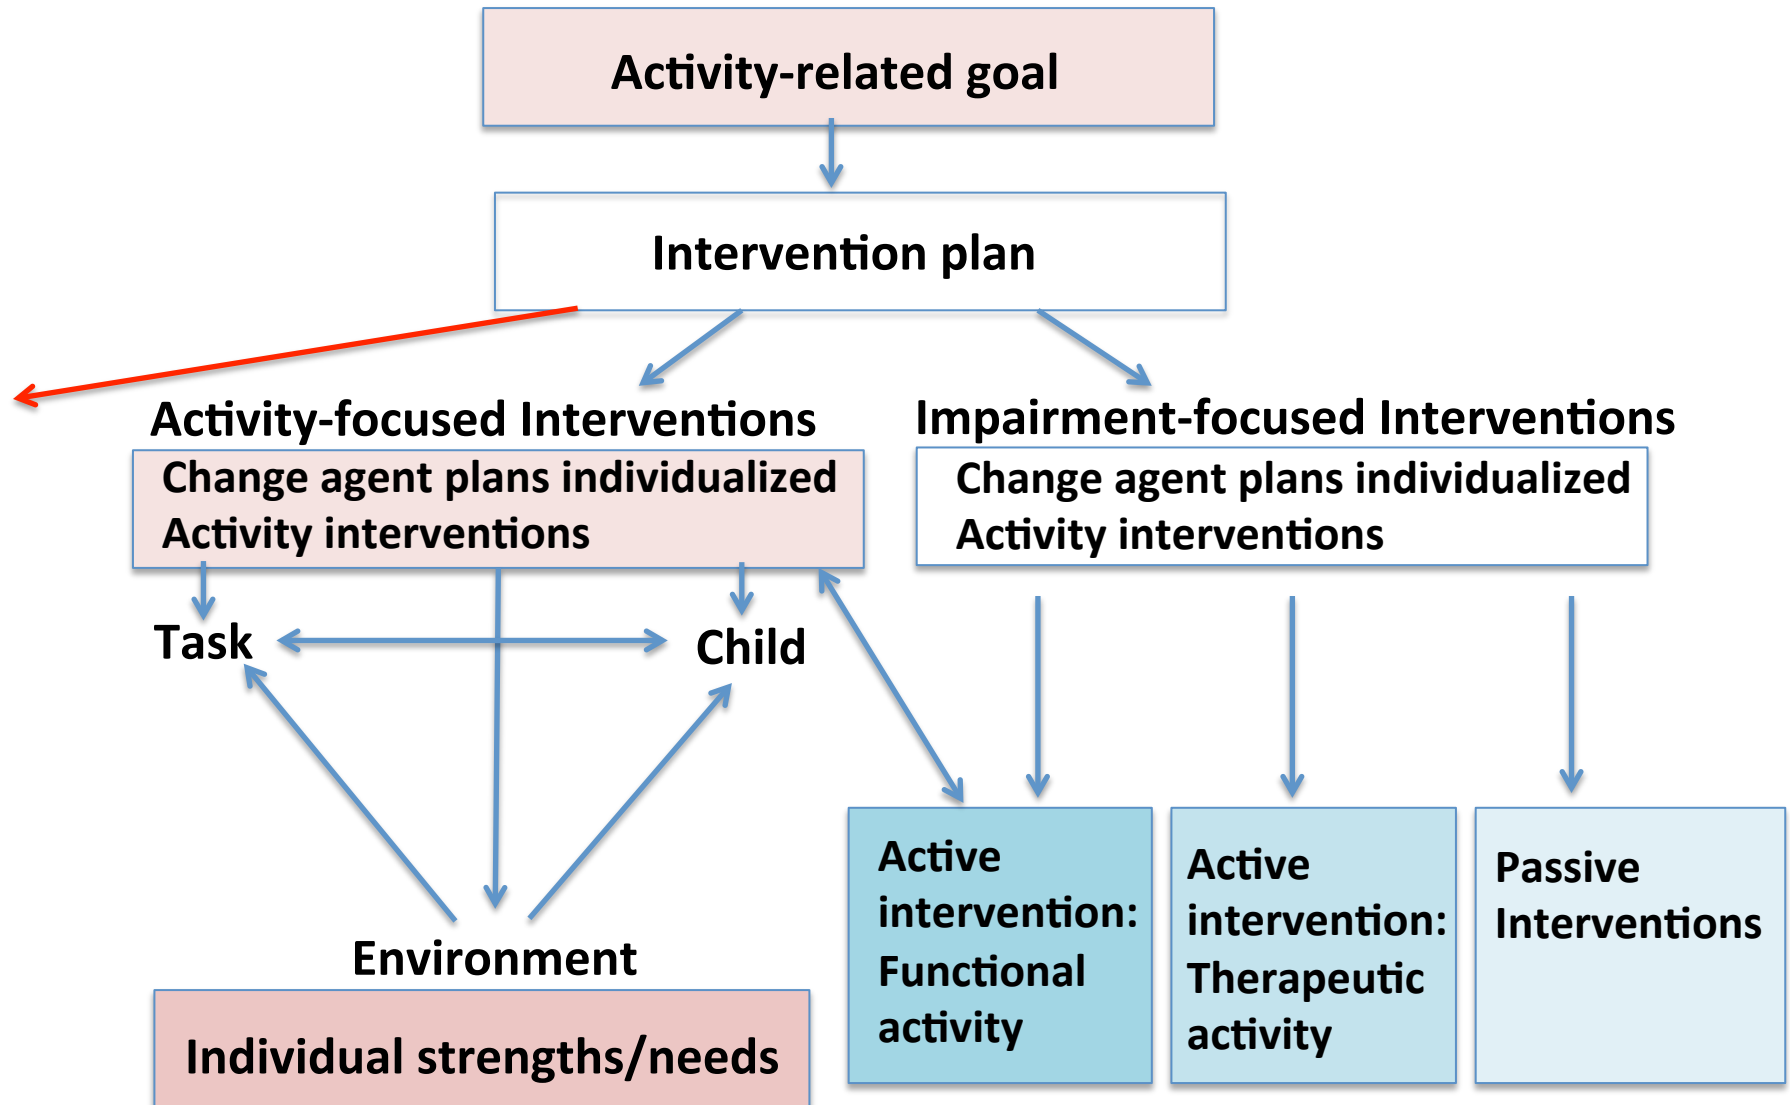 Activity-related goal
Intervention plan
Activity-focused Interventions
Change agent plans individualized
Activity interventions
Impairment-focused Interventions
Change agent plans individualized
Activity interventions
Task
Child
Environment
Individual strengths/needs
Active
intervention:
Functional
activity
Active
intervention:
Therapeutic
activity
Passive
Interventions